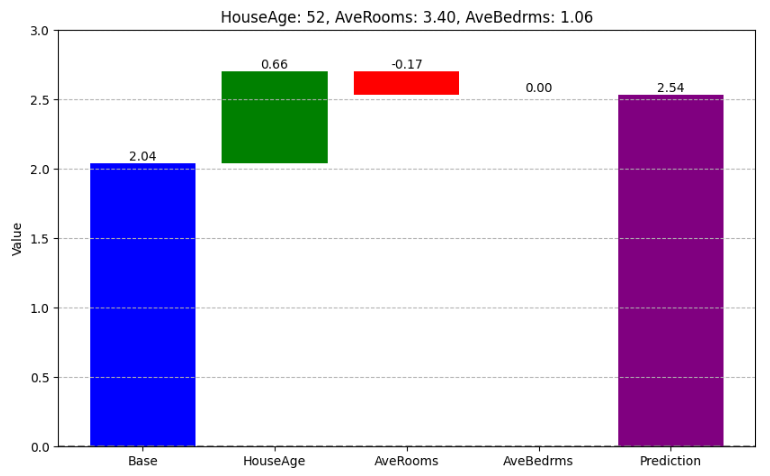 HouseAge: 52, AveRooms: 3.40, AveBedrms: 1.06
3.0
2.5
2.0
1.5
1.0
0.5
0.0
Value
2.04
0.66
-0.17
0.00
2.54
Base
HouseAge
AveRooms
AveBedrms
Prediction